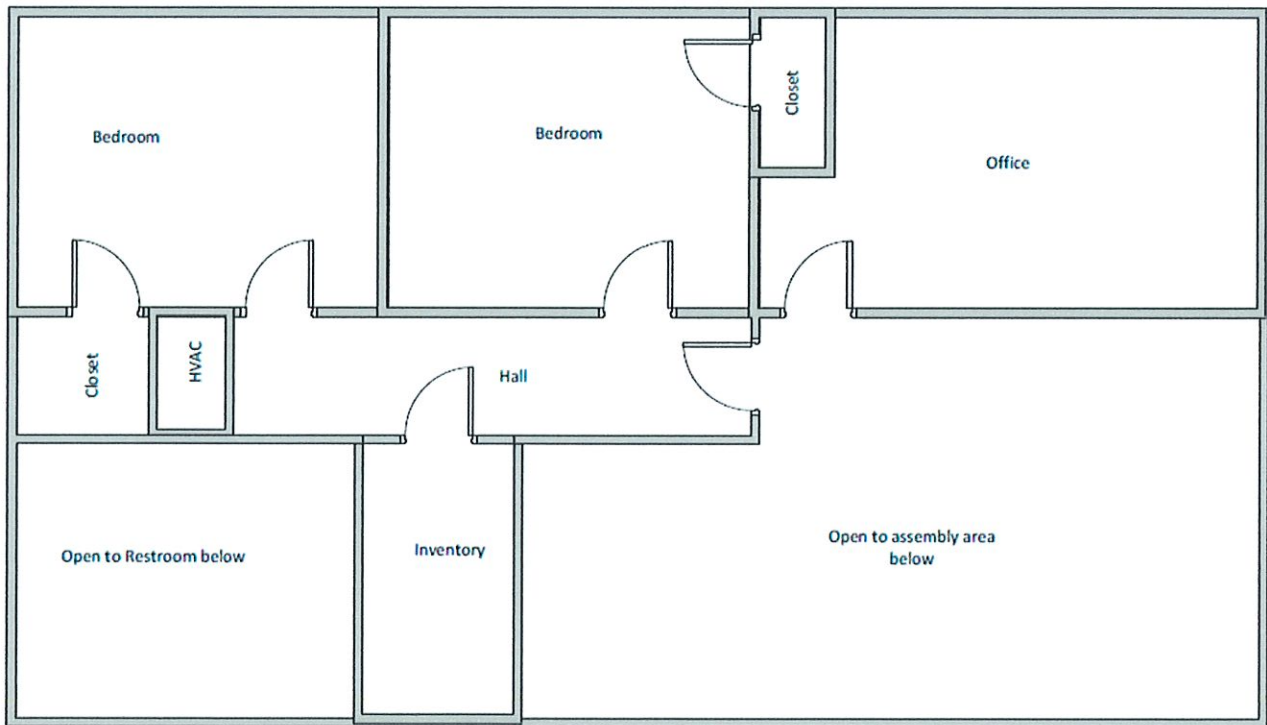 Bedroom
Bedroom
Closet
Office
Closet
HVAC
Hall
Open to Restroom below
Inventory
Open to assembly area
below